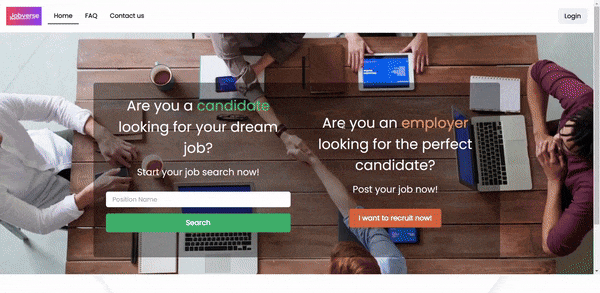 Jobverse
Home
FAQ
Contact us
Login
Are you a candidate
looking for your dream
job?
Start your job search now!
Position Name
Search
Are you an employer
looking for the perfect
candidate?
Post your job now!
I want to recruit now!